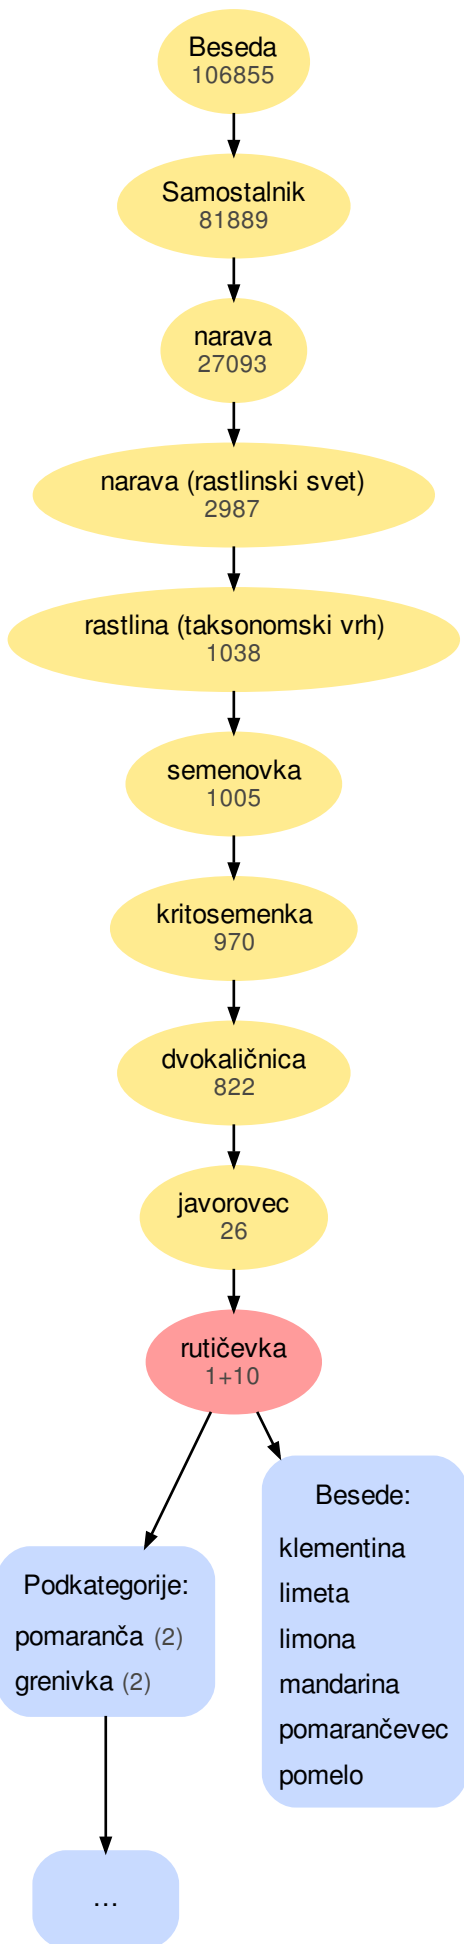 Beseda
106855
Samostalnik
81889
narava
27093
narava (rastlinski svet)
2987
rastlina (taksonomski vrh)
1038
semenovka
1005
kritosemenka
970
dvokaličnica
822
javorovec
26
rutičevka
1+10
Podkategorije:
pomaranča (2)
grenivka (2)
...
Besede:
klementina
limeta
limona
mandarina
pomarančevec
pomelo